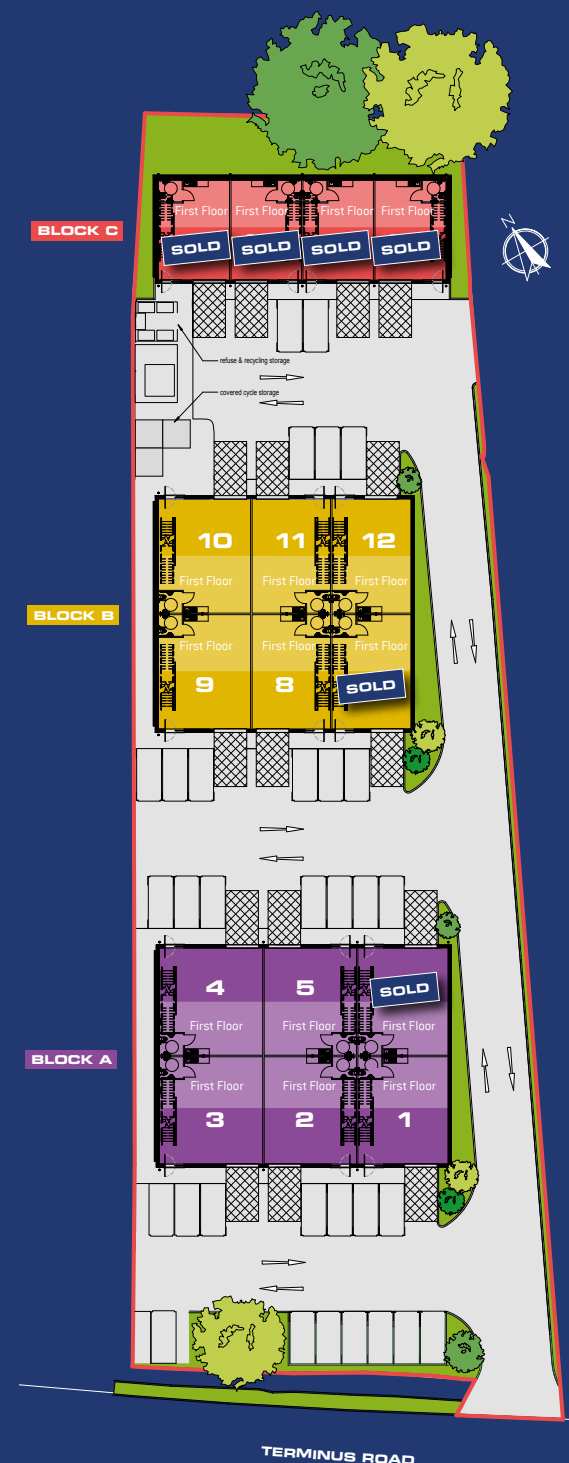 BLOCK C
First Floor First Floor First Floor First Floor
SOLD SOLD SOLD SOLD
N
refuse & recycling storage
covered cycle storage
10 11 12
First Floor First Floor First Floor
BLOCK B
First Floor First Floor First Floor
9 8 SOLD
4 5 SOLD
First Floor First Floor First Floor
BLOCK A
First Floor First Floor First Floor
3 2 1
TERMINUS ROAD